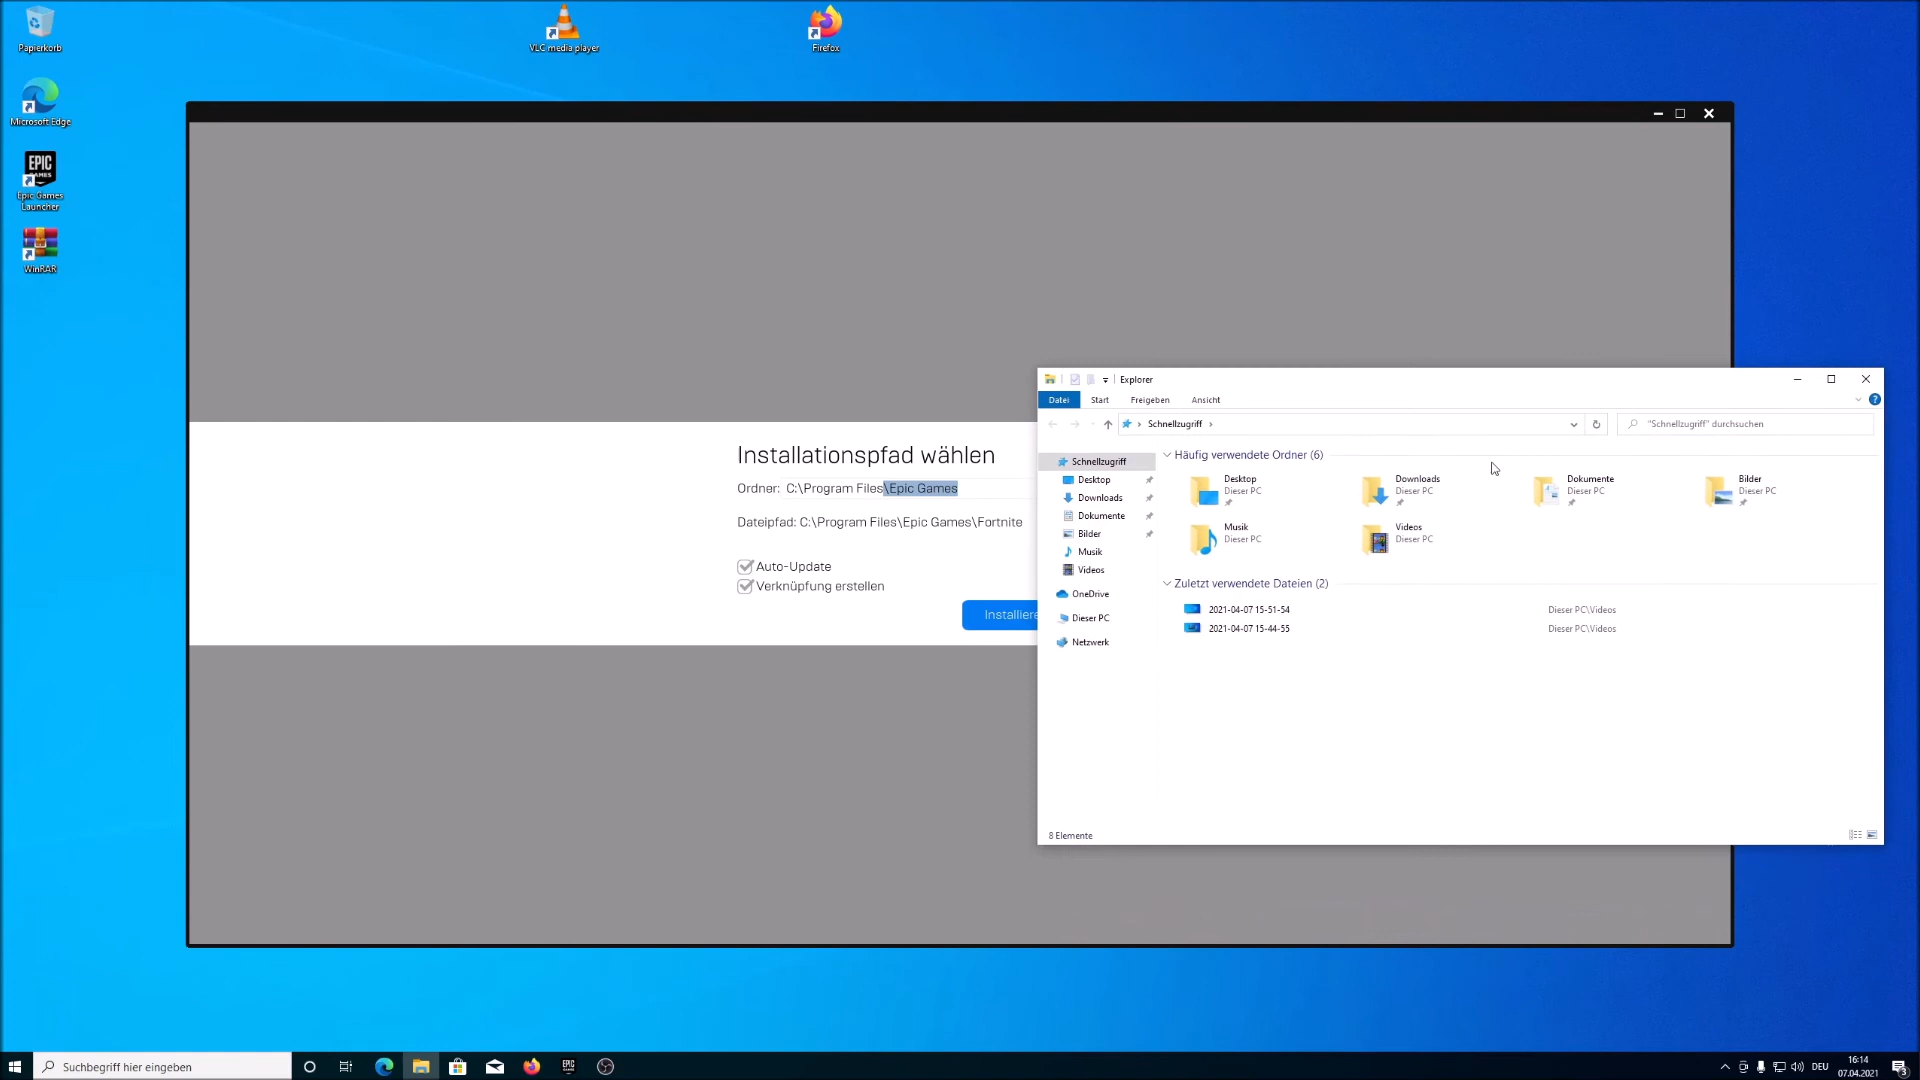 Papierkorb
VLC media player
Firefox
Microsoft Edge
EPIC
GAMES
Epic Games
Launcher
WinRAR
Installationspfad wählen
Ordner: C:\Program Files\Epic Games
Dateipfad: C:\Program Files\Epic Games\Fortnite
Auto-Update
Verknüpfung erstellen
Installiere
Explorer
Datei Start Freigeben Ansicht
Schnellzugriff
"Schnellzugriff" durchsuchen
Schnellzugriff
Desktop
Downloads
Dokumente
Bilder
Musik
Videos
OneDrive
Dieser PC
Netzwerk
Häufig verwendete Ordner (6)
Desktop
Dieser PC
Downloads
Dieser PC
Dokumente
Dieser PC
Bilder
Dieser PC
Musik
Dieser PC
Videos
Dieser PC
Zuletzt verwendete Dateien (2)
2021-04-07 15-51-54 Dieser PC\Videos
2021-04-07 15-44-55 Dieser PC\Videos
8 Elemente
Suchbegriff hier eingeben
EPIC
DEU
16:14
07.04.2021
3